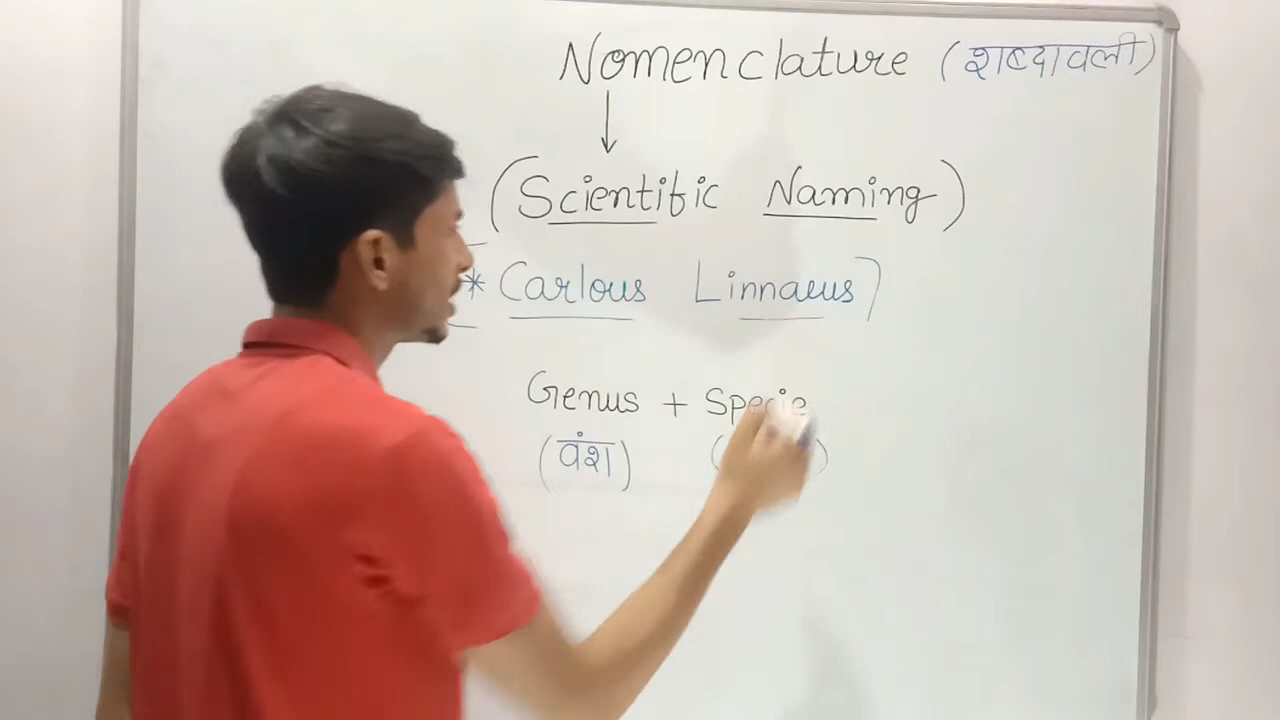 Nomenclature (शब्दावली)
(Scientific Naming)
* Carlous Linnaeus]
Genus + Specie
(वंश)